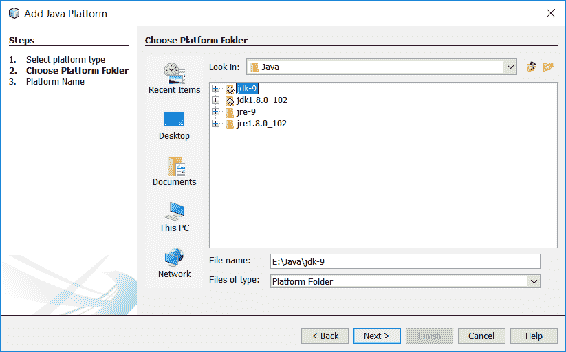 Add Java Platform
Steps
1. Select platform type
2. Choose Platform Folder
3. Platform Name
Choose Platform Folder
Look in: Java
Recent Items
Desktop
Documents
This PC
Network
jdk-9
jdk1.8.0_102
jre-9
jre1.8.0_102
File name: E:\Java\jdk-9
Files of type: Platform Folder
< Back Next > Finish Cancel Help